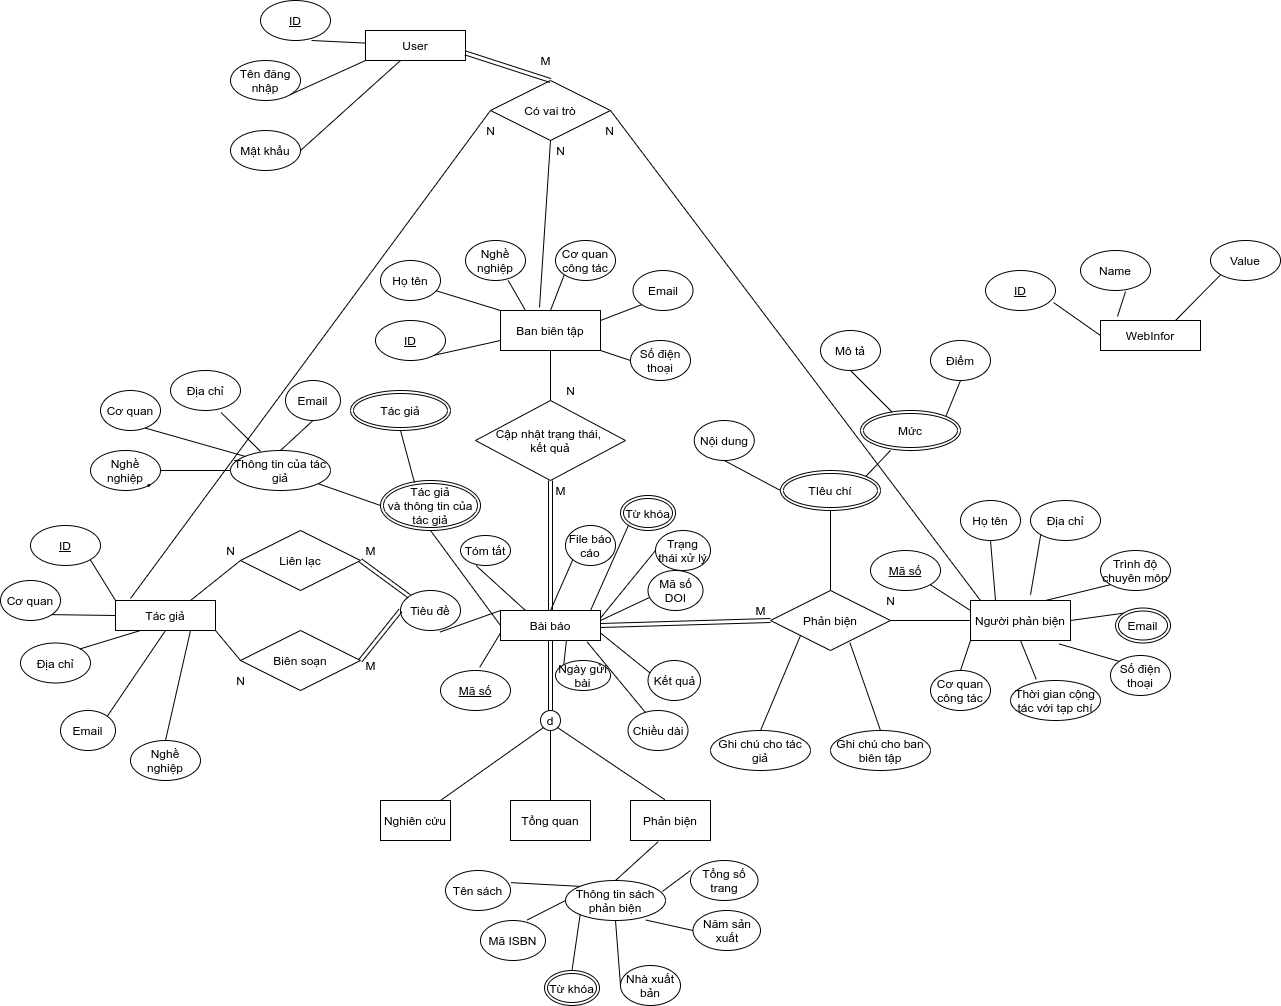 ID
User
Tên đăng
nhập
M
Có vai trò
N
N
N
Mật khẩu
Nghề
nghiệp
Cơ quan
công tác
Họ tên
Email
Ban biên tập
ID
Số điện
thoại
Value
Name
ID
WebInfor
Mô tả
Điểm
Địa chỉ
Email
Cơ quan
Tác giả
N
Cập nhật trạng thái,
kết quả
M
Mức
Nội dung
Nghề
nghiệp
Thông tin của tác
giả
Tác giả
và thông tin của
tác giả
TIêu chí
Từ khóa
Họ tên
Địa chỉ
ID
N
Liên lạc
M
Tóm tắt
File báo
cáo
Trạng
thái xử lý
Mã số
DOI
Mã số
Trình độ
chuyên môn
Cơ quan
Tác giả
Tiêu đề
Bài báo
M
Phản biện
N
Người phản biện
Email
Địa chỉ
N
Biên soạn
M
Mã số
Ngày gửi
bài
Kết quả
Cơ quan
công tác
Thời gian cộng
tác với tạp chí
Số điện
thoại
Email
Nghề
nghiệp
d
Chiều dài
Ghi chú cho tác
giả
Ghi chú cho ban
biên tập
Nghiên cứu
Tổng quan
Phản biện
Tên sách
Thông tin sách
phản biện
Tổng số
trang
Mã ISBN
Năm sản
xuất
Từ khóa
Nhà xuất
bản